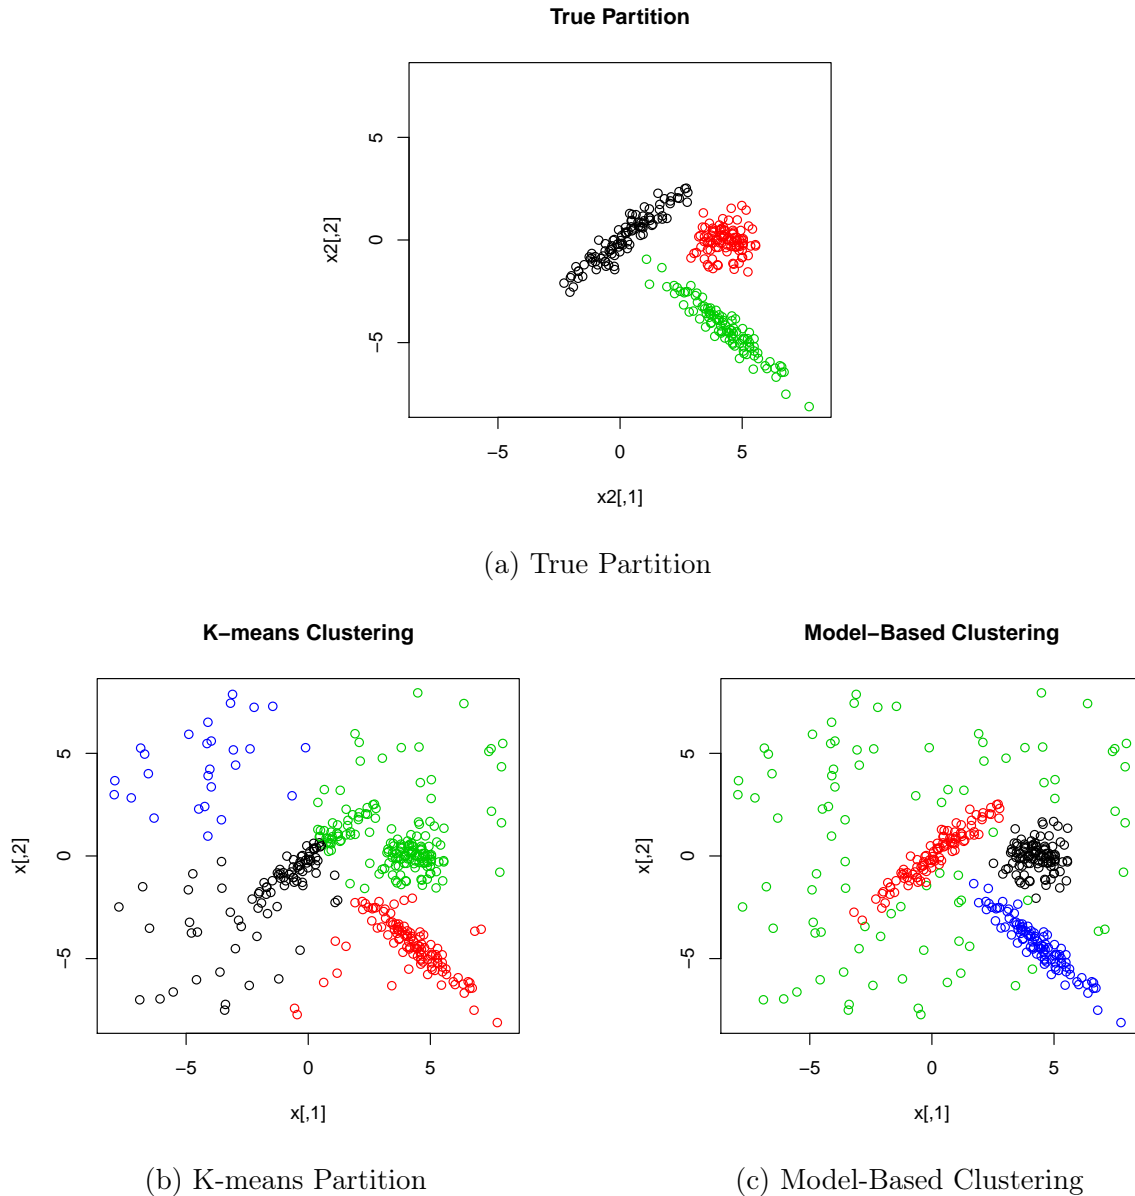 True Partition
x2[,2]
5
0
−5
−5 0 5
x2[,1]
(a) True Partition
K−means Clustering
x[,2]
5
0
−5
−5 0 5
x[,1]
(b) K-means Partition
Model−Based Clustering
x[,2]
5
0
−5
−5 0 5
x[,1]
(c) Model-Based Clustering